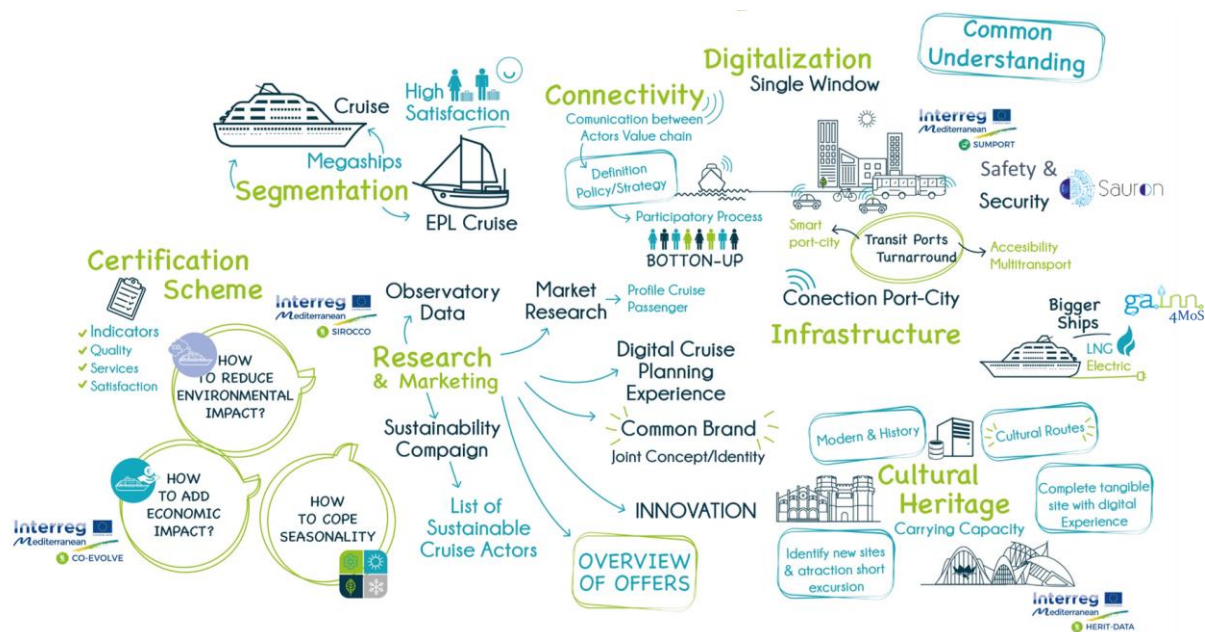 Common
Understanding
Digitalization
Single Window
Connectivity
Comunication between
Actors Value chain
Definition
Policy/Strategy
Participatory Process
BOTTON-UP
High
Satisfaction
Cruise
Megaships
Segmentation
EPL Cruise
Interreg
Mediterranean
SUMPORT
Safety &
Security
Sauron
Smart
port-city
Transit Ports
Turnaround
Accesibility
Multitransport
Conection Port-City
Infrastructure
Bigger
Ships
gainn
4MoS
LNG
Electric
Certification
Scheme
Indicators
Quality
Services
Satisfaction
Interreg
Mediterranean
SIROCCO
HOW
TO REDUCE
ENVIRONMENTAL
IMPACT?
HOW
TO ADD
ECONOMIC
IMPACT?
HOW
TO COPE
SEASONALITY
Interreg
Mediterranean
CO-EVOLVE
Observatory
Data
Market
Research
Profile Cruise
Passenger
Research
& Marketing
Digital Cruise
Planning
Experience
Common Brand
Joint Concept/Identity
INNOVATION
OVERVIEW
OF OFFERS
Sustainability
Campaign
List of
Sustainable
Cruise Actors
Modern & History
Cultural Routes
Cultural
Heritage
Carrying Capacity
Complete tangible
site with digital
Experience
Identify new sites
& atraction short
excursion
Interreg
Mediterranean
HERIT-DATA